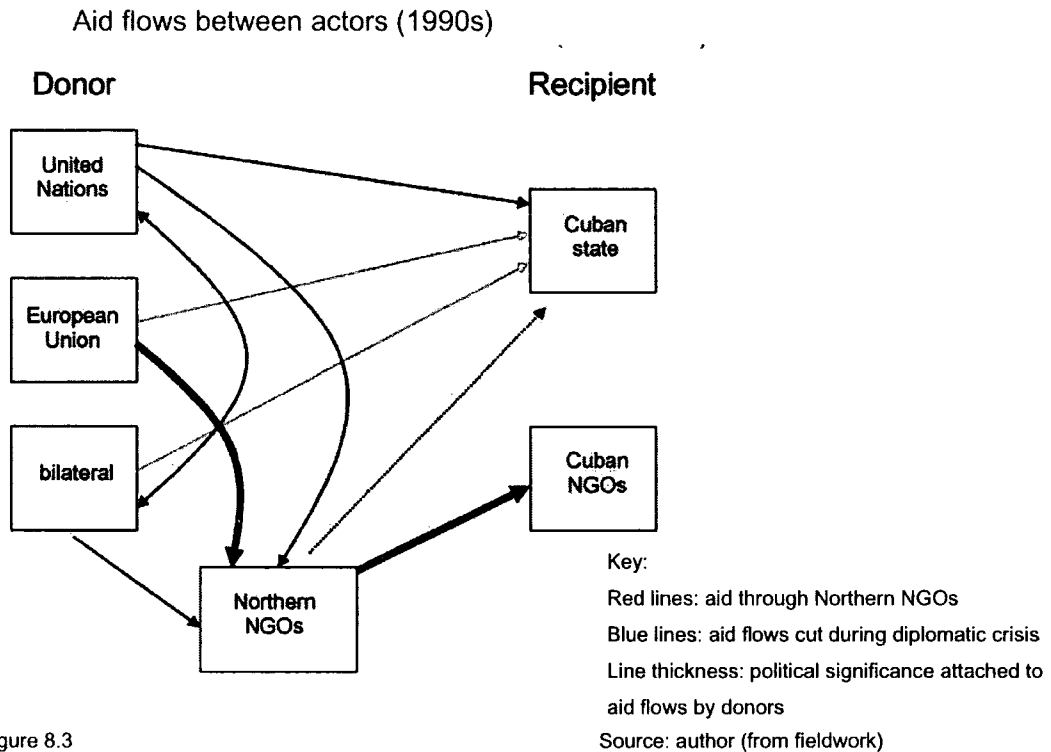 Aid flows between actors (1990s)
Donor
Recipient
United
Nations
Cuban
state
European
Union
bilateral
Cuban
NGOs
Northern
NGOs
Key:
Red lines: aid through Northern NGOs
Blue lines: aid flows cut during diplomatic crisis
Line thickness: political significance attached to
aid flows by donors
gure 8.3
Source: author (from fieldwork)